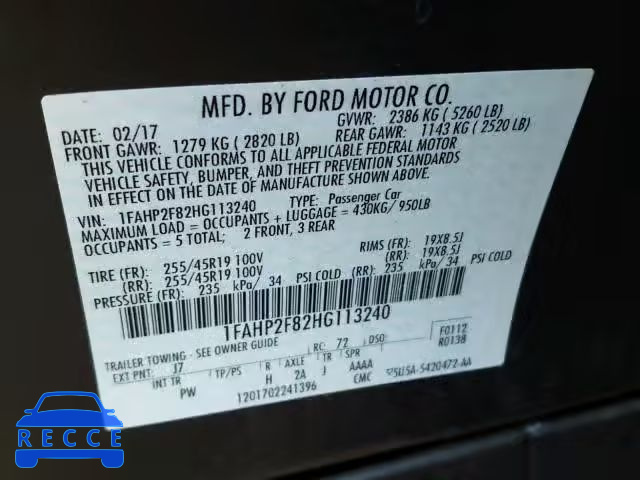 MFD. BY FORD MOTOR CO.
DATE: 02/17 GVWR: 2386 KG ( 5260 LB)
FRONT GAWR: 1279 KG ( 2820 LB) REAR GAWR: 1143 KG ( 2520 LB)
THIS VEHICLE CONFORMS TO ALL APPLICABLE FEDERAL MOTOR
VEHICLE SAFETY, BUMPER, AND THEFT PREVENTION STANDARDS
IN EFFECT ON THE DATE OF MANUFACTURE SHOWN ABOVE.
VIN: 1FAHP2F82HG113240 TYPE: Passenger Car
MAXIMUM LOAD = OCCUPANTS + LUGGAGE = 430KG/ 950LB
OCCUPANTS = 5 TOTAL; 2 FRONT, 3 REAR
TIRE (FR): 255/45R19 100V RIMS (FR): 19X8.5J
(RR): 255/45R19 100V (RR): 19X8.5J
PRESSURE (FR): 235 kPa/ 34 PSI COLD (RR): 235 kPa/ 34 PSI COLD
1FAHP2F82HG113240
TRAILER TOWING - SEE OWNER GUIDE RC: 72 DSO: F0112
EXT PNT: J7 R0138
INT TR TP/PS R AXLE TR SPR
PW H 2A J AAAA
CMC
1201702241396
5U5A-5420472-AA
RECCE